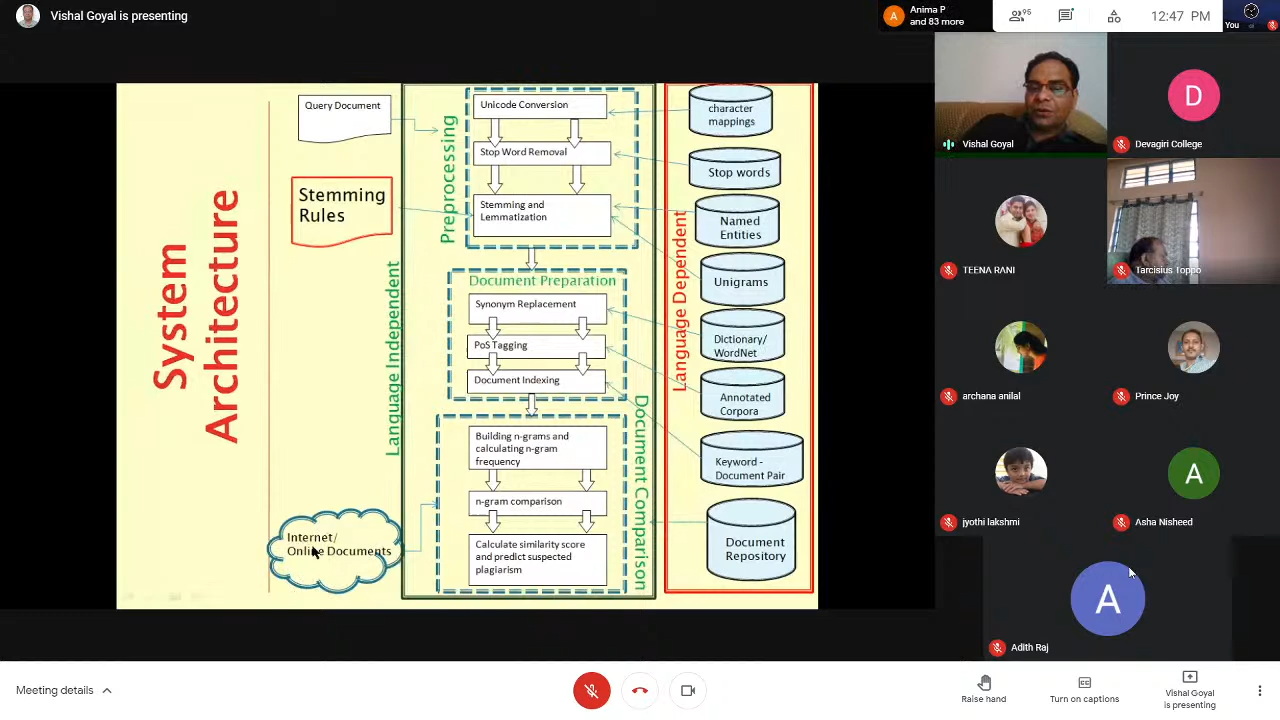 Vishal Goyal is presenting
Anima P
and 83 more
95
12:47 PM
You
System
Architecture
Query Document
Stemming
Rules
Internet/
Online Documents
Language Independent
Preprocessing
Unicode Conversion
Stop Word Removal
Stemming and
Lemmatization
Document Preparation
Synonym Replacement
PoS Tagging
Document Indexing
Document Comparison
Building n-grams and
calculating n-gram
frequency
n-gram comparison
Calculate similarity score
and predict suspected
plagiarism
Language Dependent
character
mappings
Stop words
Named
Entities
Unigrams
Dictionary/
WordNet
Annotated
Corpora
Keyword -
Document Pair
Document
Repository
Vishal Goyal
D
Devagiri College
TEENA RANI
Tarcisius Toppo
archana anilal
Prince Joy
jyothi lakshmi
A
Asha Nisheed
A
Adith Raj
A
Meeting details
Raise hand
CC
Turn on captions
Vishal Goyal
is presenting